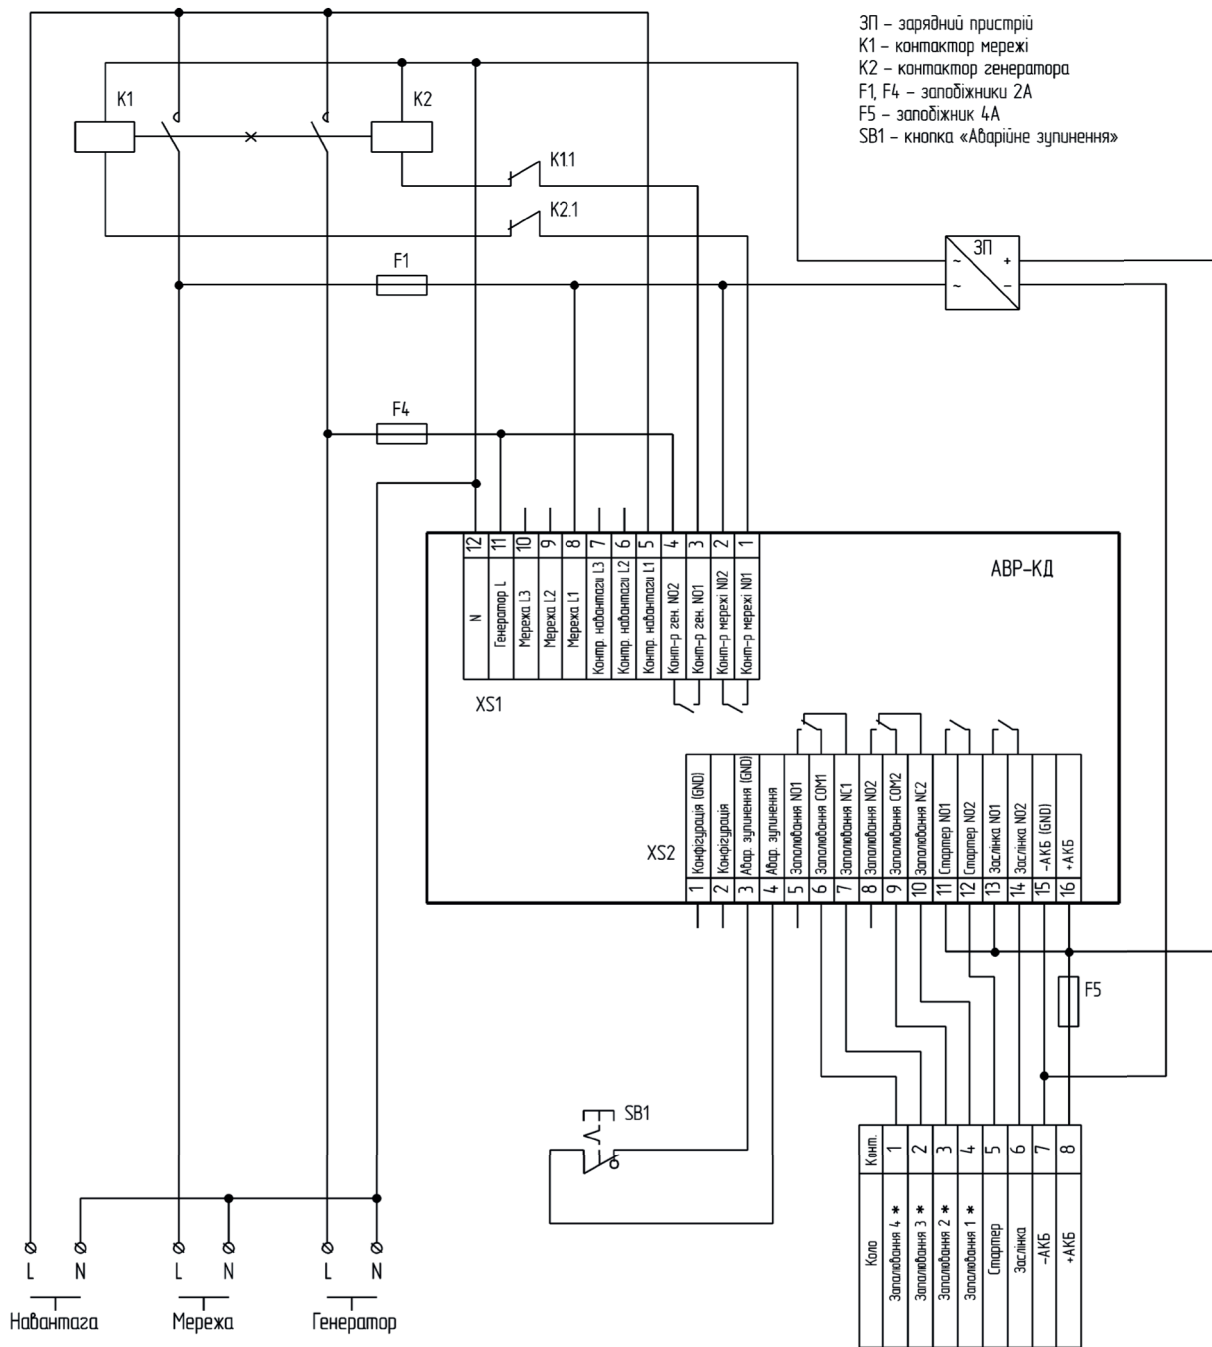 ЗП – зарядний пристрій
К1 – контактор мережі
К2 – контактор генератора
F1, F4 – запобіжники 2А
F5 – запобіжник 4А
SB1 – кнопка «Аварійне зупинення»
К1
К2
К1.1
К2.1
F1
ЗП
~ +
~ –
F4
12 11 10 9 8 7 6 5 4 3 2 1
N
Генератор L
Мережа L3
Мережа L2
Мережа L1
Контр. навантаги L3
Контр. навантаги L2
Контр. навантаги L1
Конт-р ген. NO2
Конт-р ген. NO1
Конт-р мережі NO2
Конт-р мережі NO1
АВР-КД
XS1
XS2
Конфігурація (GND)
Конфігурація
Авар. зупинення (GND)
Авар. зупинення
Запалювання NO1
Запалювання COM1
Запалювання NC1
Запалювання NO2
Запалювання COM2
Запалювання NC2
Стартер NO1
Стартер NO2
Заслінка NO1
Заслінка NO2
-АКБ (GND)
+АКБ
1 2 3 4 5 6 7 8 9 10 11 12 13 14 15 16
F5
SB1
Конт. 1 2 3 4 5 6 7 8
Коло
Запалювання 4 *
Запалювання 3 *
Запалювання 2 *
Запалювання 1 *
Стартер
Заслінка
-АКБ
+АКБ
L N L N L N
Навантага Мережа Генератор